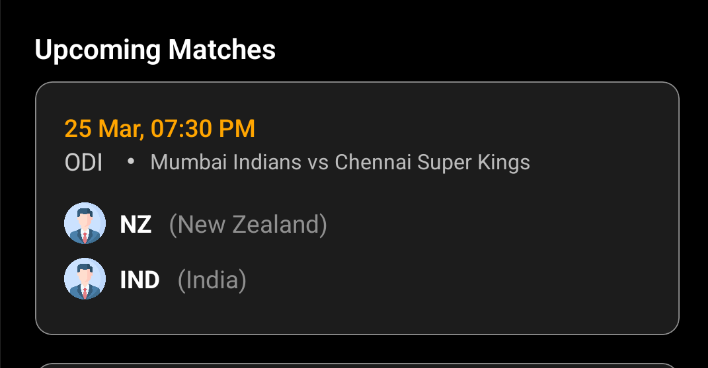 Upcoming Matches
25 Mar, 07:30 PM
ODI • Mumbai Indians vs Chennai Super Kings
NZ (New Zealand)
IND (India)